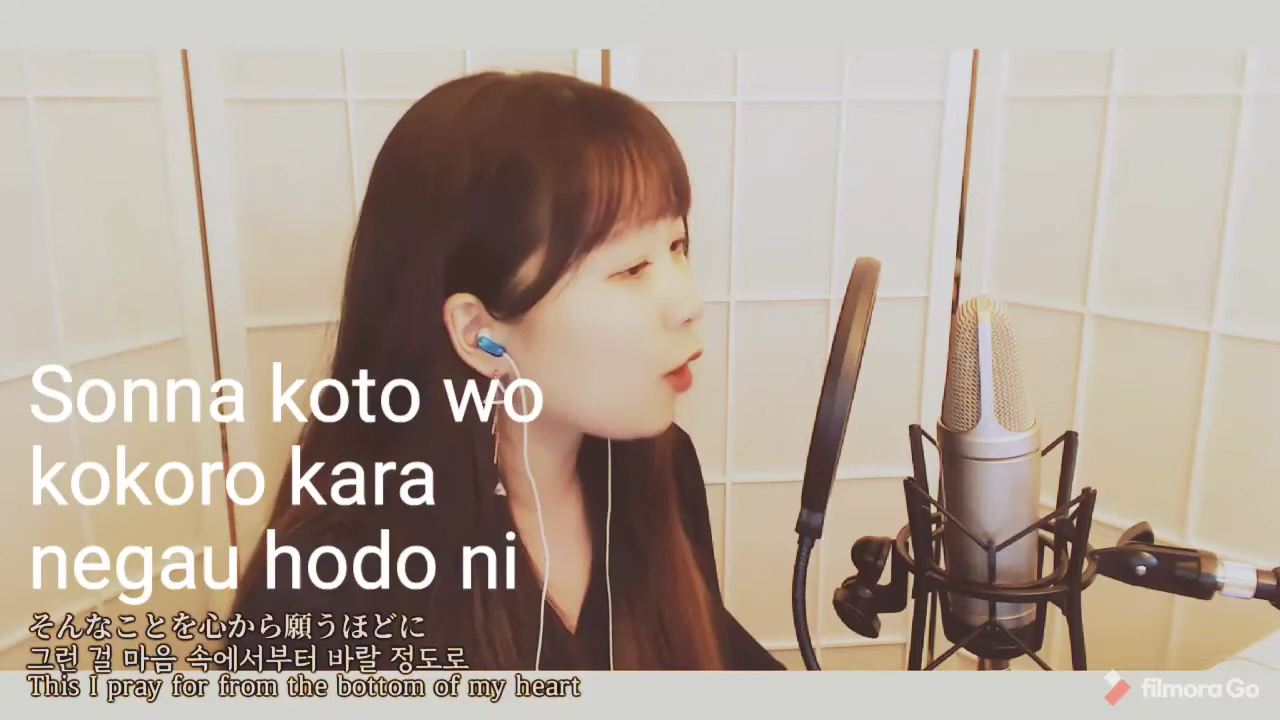 Sonna koto wo
kokoro kara
negau hodo ni
そんなことを心から願うほどに
그런 걸 마음 속에서부터 바랄 정도로
This I pray for from the bottom of my heart
filmora Go